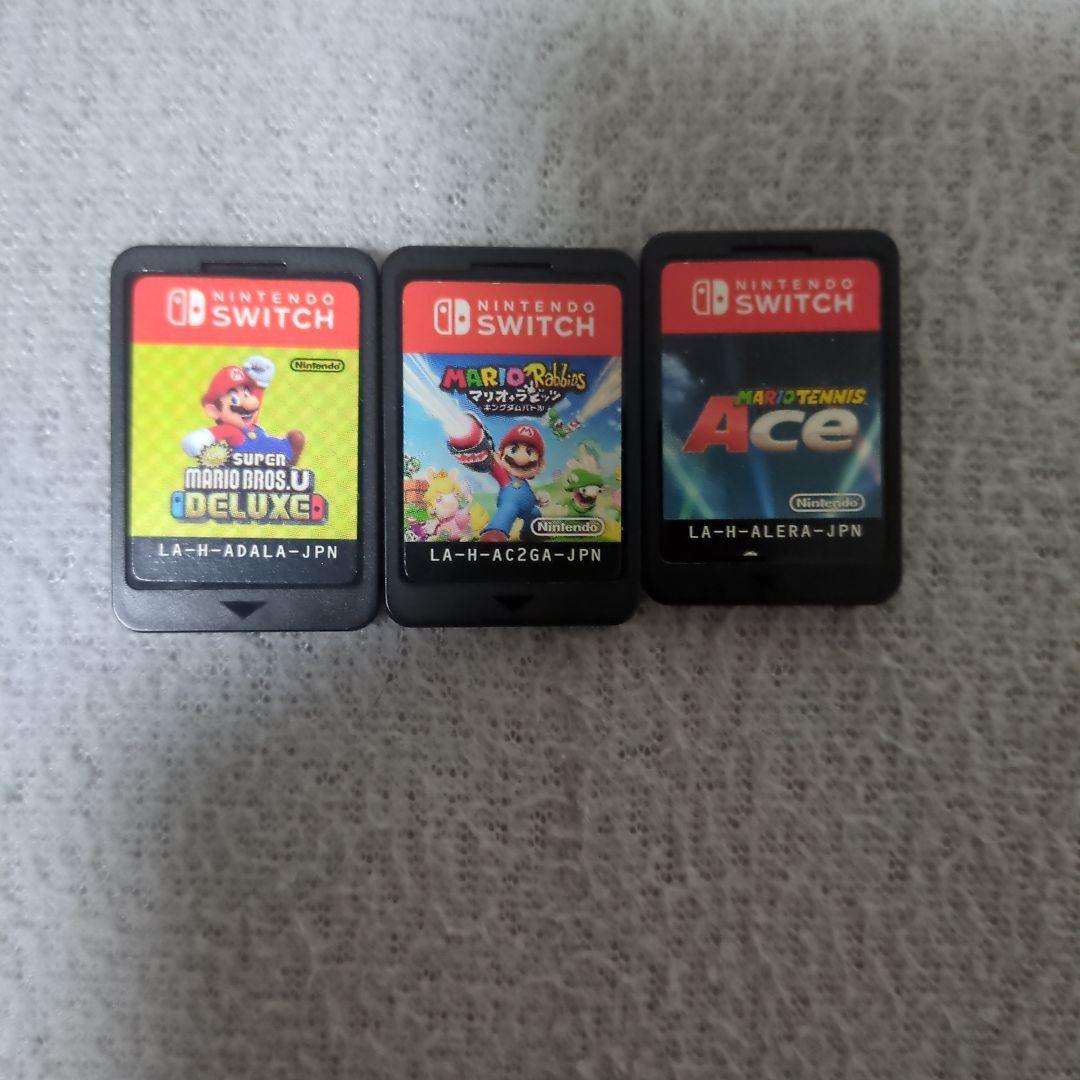 NINTENDO
SWITCH
Nintendo
NEW
SUPER
MARIO BROS.U
DELUXE
LA-H-ADALA-JPN
NINTENDO
SWITCH
MARIO+Rabbids
マリオ+ラビッツ
キングダムバトル
Nintendo
LA-H-AC2GA-JPN
NINTENDO
SWITCH
MARIO TENNIS
Ace
Nintendo
LA-H-ALERA-JPN